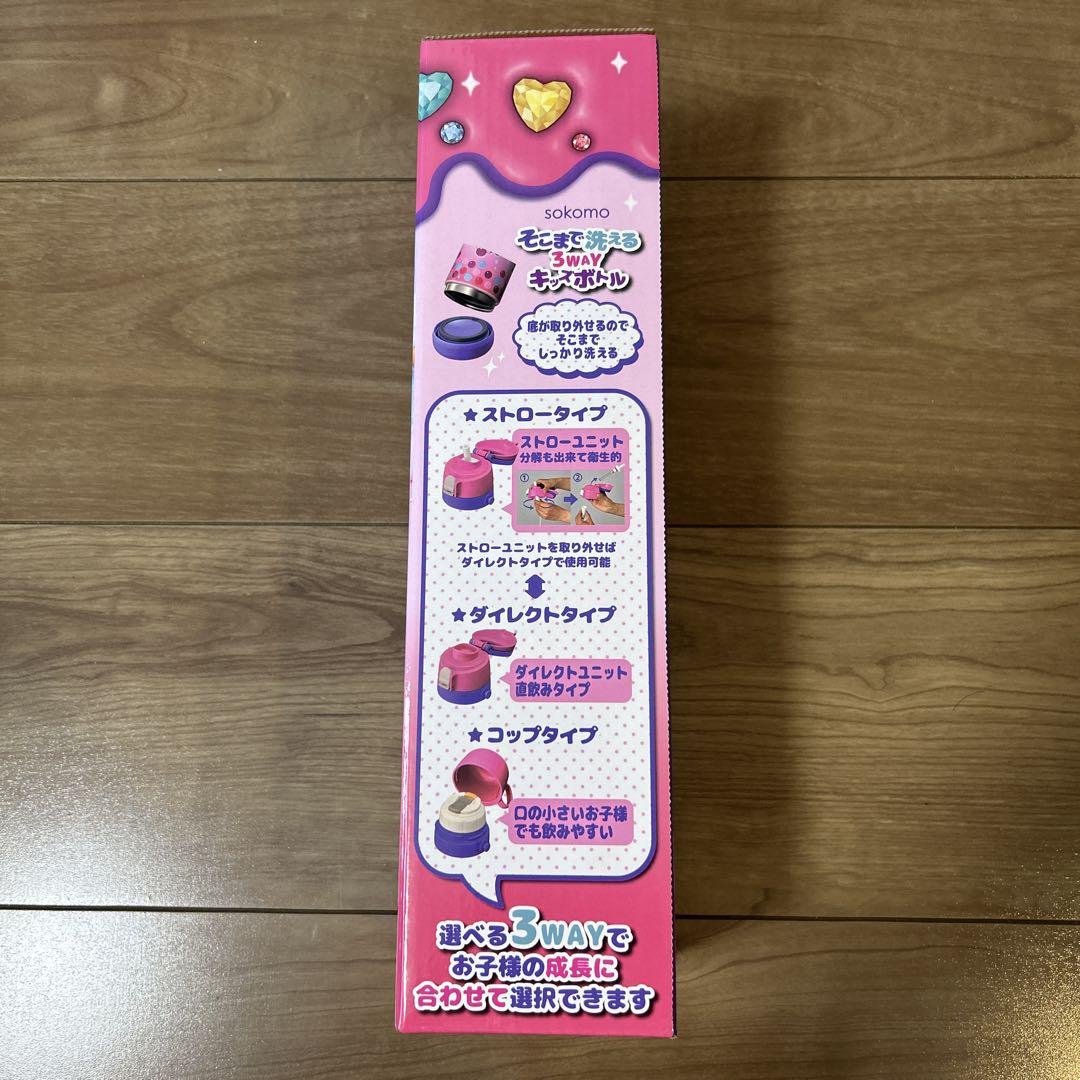 sokomo
そこまで洗える
3WAY
キッズボトル
底が取り外せるので
そこまで
しっかり洗える
★ストロータイプ
ストローユニット
分解も出来て衛生的
① ②
ストローユニットを取り外せば
ダイレクトタイプで使用可能
★ダイレクトタイプ
ダイレクトユニット
直飲みタイプ
★コップタイプ
口の小さいお子様
でも飲みやすい
選べる3WAYで
お子様の成長に
合わせて選択できます